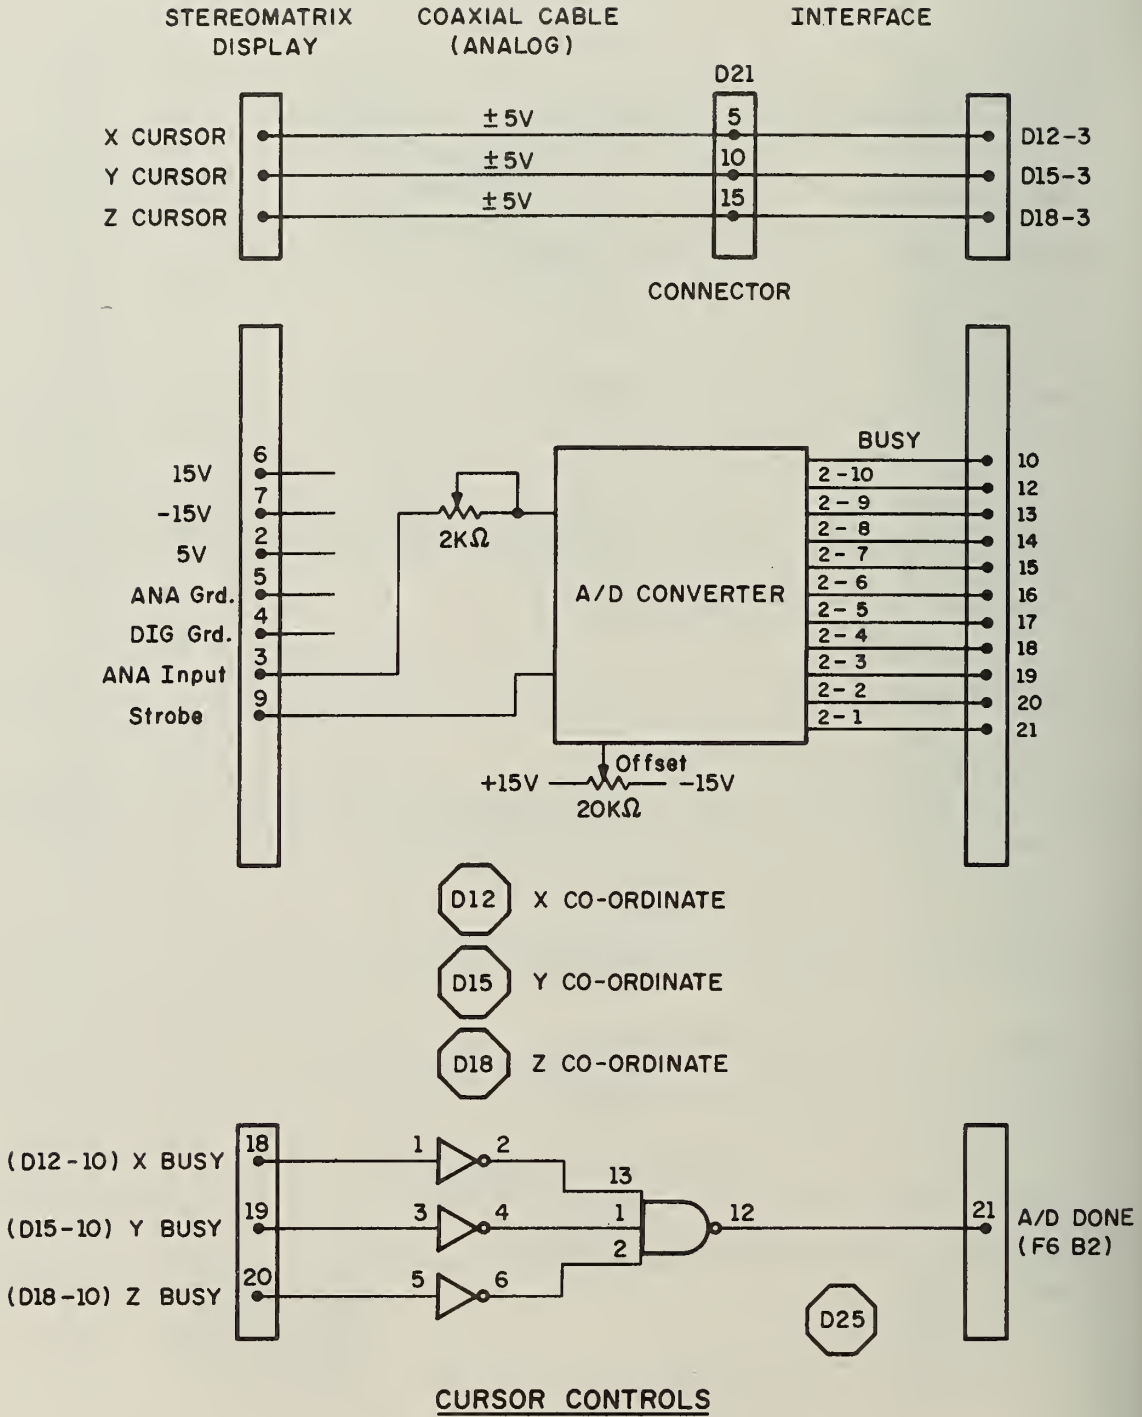 STEREOMATRIX DISPLAY
COAXIAL CABLE (ANALOG)
INTERFACE
D21
X CURSOR ±5V 5 D12-3
Y CURSOR ±5V 10 D15-3
Z CURSOR ±5V 15 D18-3
CONNECTOR
15V 6
-15V 7
5V 2
ANA Grd. 5
DIG Grd. 4
ANA Input 3
Strobe 9
2KΩ
A/D CONVERTER
BUSY 10
2-10 12
2-9 13
2-8 14
2-7 15
2-6 16
2-5 17
2-4 18
2-3 19
2-2 20
2-1 21
Offset
+15V -15V
20KΩ
D12 X CO-ORDINATE
D15 Y CO-ORDINATE
D18 Z CO-ORDINATE
(D12-10) X BUSY 18 1 2 13
(D15-10) Y BUSY 19 3 4 1 12 21 A/D DONE
(F6 B2)
(D18-10) Z BUSY 20 5 6 2
D25
CURSOR CONTROLS